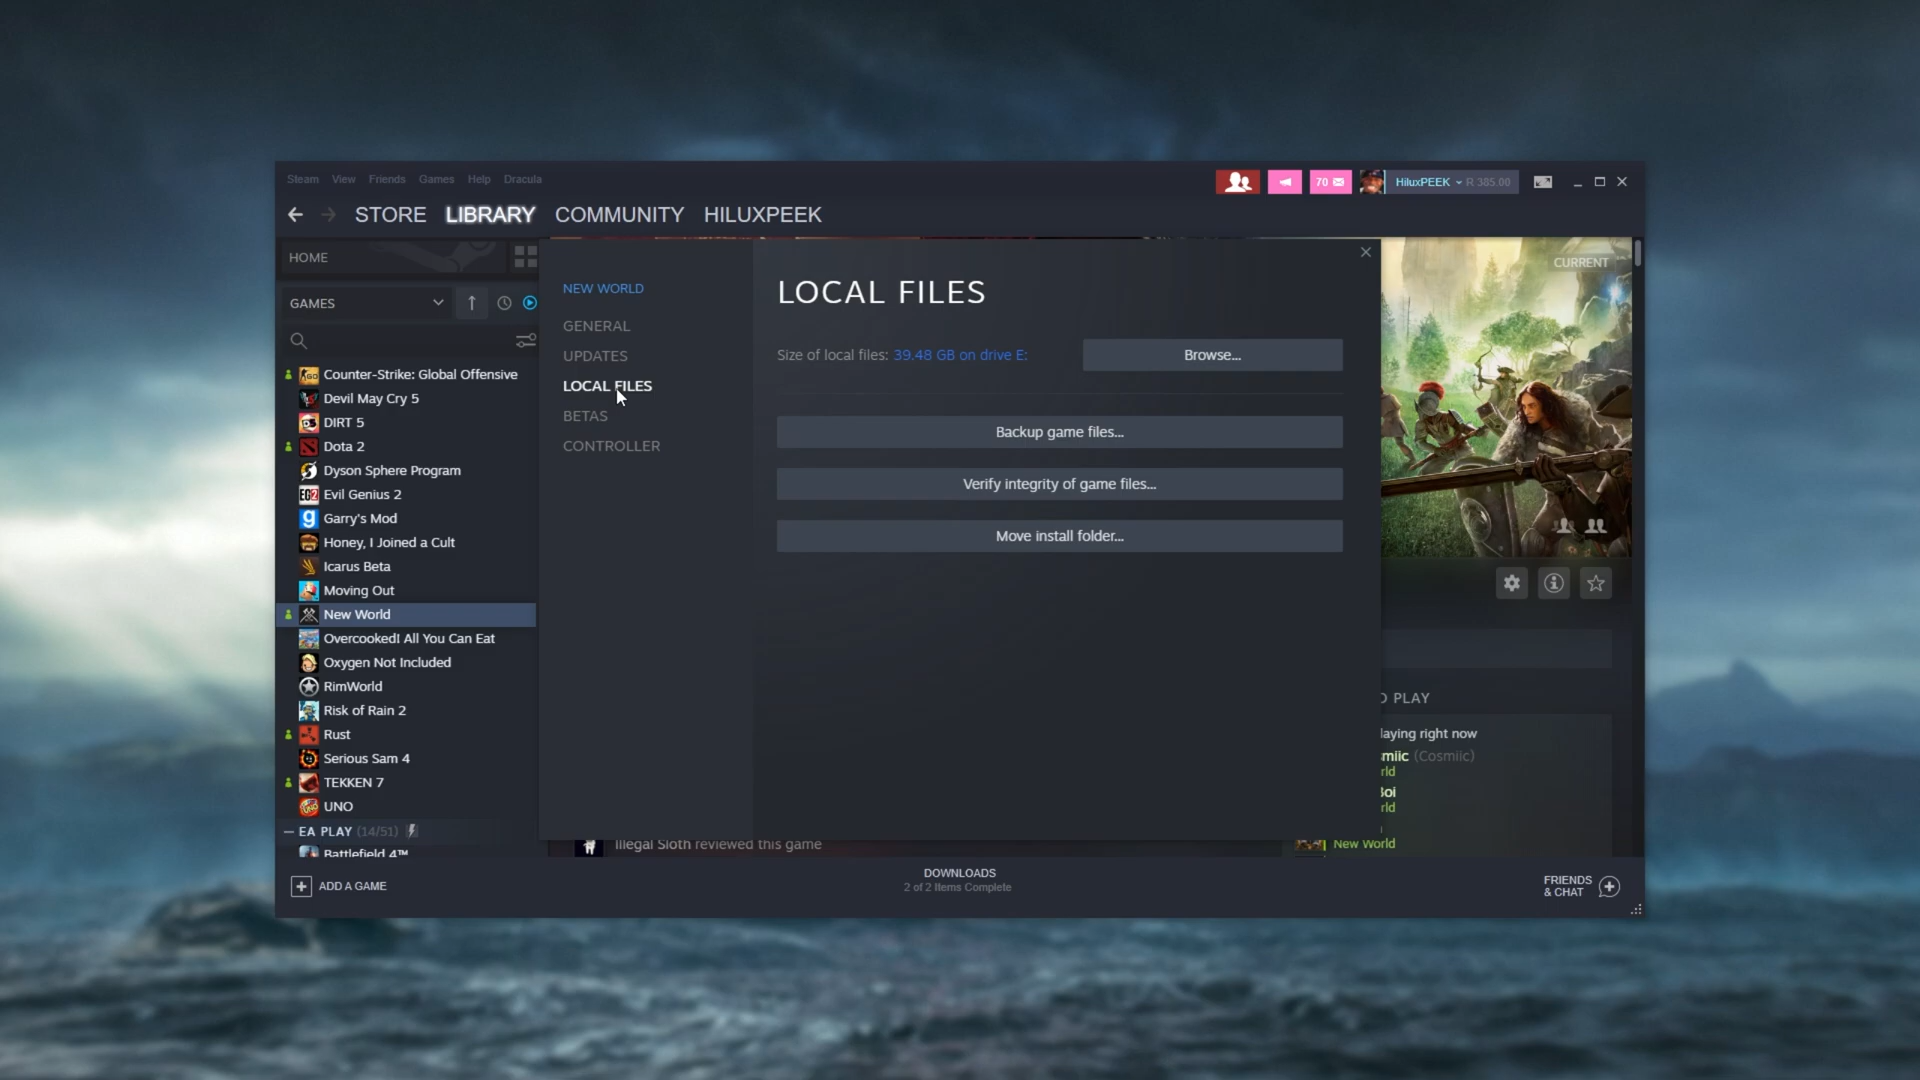 Steam View Friends Games Help Dracula
70
HiluxPEEK R 385.00
STORE LIBRARY COMMUNITY HILUXPEEK
HOME
GAMES
Counter-Strike: Global Offensive
Devil May Cry 5
DIRT 5
Dota 2
Dyson Sphere Program
Evil Genius 2
Garry's Mod
Honey, I Joined a Cult
Icarus Beta
Moving Out
New World
Overcooked! All You Can Eat
Oxygen Not Included
RimWorld
Risk of Rain 2
Rust
Serious Sam 4
TEKKEN 7
UNO
EA PLAY (14/51)
Battlefield 4™
NEW WORLD
GENERAL
UPDATES
LOCAL FILES
BETAS
CONTROLLER
LOCAL FILES
Size of local files: 39.48 GB on drive E:
Browse...
Backup game files...
Verify integrity of game files...
Move install folder...
CURRENT
O PLAY
laying right now
miic (Cosmiic)
rld
Boi
rld
New World
Illegal Sloth reviewed this game
ADD A GAME
DOWNLOADS
2 of 2 Items Complete
FRIENDS
& CHAT